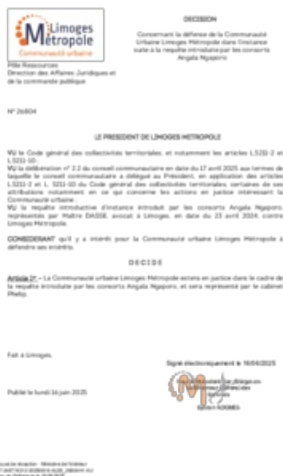 Limoges
Métropole
Communauté urbaine
Pôle Ressources
Direction des Affaires Juridiques et
de la commande publique
DECISION
Concernant la défense de la Communauté
Urbaine Limoges Métropole dans l'instance
suite à la requête introduite par les consorts
Angala Ngaporo
N° 26804
LE PRESIDENT DE LIMOGES METROPOLE
VU le Code général des collectivités territoriales, et notamment les articles L.5211-2 et
L.5211-10 ;
VU la délibération n° 2.2 du conseil communautaire en date du 17 avril 2025 aux termes de
laquelle le conseil communautaire a délégué au Président, en application des articles
L.5211-2 et L. 5211-10 du Code général des collectivités territoriales, certaines de ses
attributions notamment en ce qui concerne les actions en justice intéressant la
Communauté urbaine ;
VU la requête introductive d'instance introduit par les consorts Angala Ngaporo,
représentés par Maître DASSE, avocat à Limoges, en date du 23 avril 2024, contre
Limoges Métropole.
CONSIDERANT qu'il y a intérêt pour la Communauté urbaine Limoges Métropole à
défendre ses intérêts.
DECIDE
Article 1er – La Communauté urbaine Limoges Métropole estera en justice dans le cadre de
la requête introduite par les consorts Angala Ngaporo, et sera représenté par le cabinet
Phelip.
Fait à Limoges,
Signé électroniquement le 16/06/2025
Publié le lundi 16 juin 2025